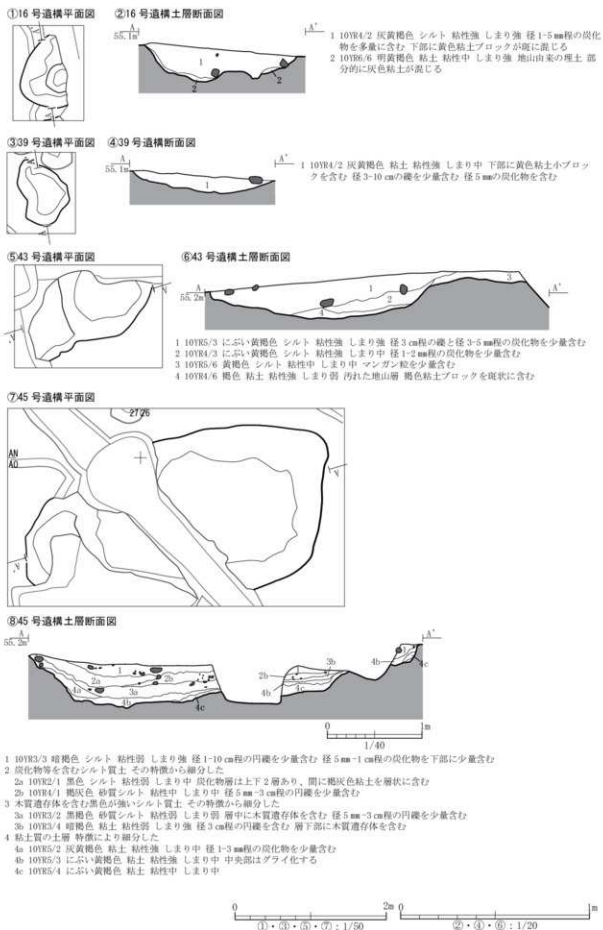 ①16 号遺構平面図 ②16 号遺構土層断面図
A A'
55.1m
1
2 2
1 10YR4/2 灰黄褐色 シルト 粘性強 しまり強 径 1-5 ㎜程の炭化
物を多量に含む 下部に黄色粘土ブロックが斑に混じる
2 10YR6/6 明黄褐色 粘土 粘性中 しまり強 地山由来の埋土 部
分的に灰色粘土が混じる
③39 号遺構平面図 ④39 号遺構断面図
A A'
55.1m
1
1 10YR4/2 灰黄褐色 粘土 粘性強 しまり中 下部に黄色粘土小ブロッ
クを含む 径 3-10 ㎝の礫を少量含む 径 5 ㎜の炭化物を含む
⑤43 号遺構平面図 ⑥43 号遺構土層断面図
A A'
55.2m
1 2 3 4
1 10YR5/3 にぶい黄褐色 シルト 粘性強 しまり強 径 3 ㎝程の礫と径 3-5 ㎜程の炭化物を少量含む
2 10YR4/3 にぶい黄褐色 シルト 粘性強 しまり中 径 1-2 ㎜程の炭化物を少量含む
3 10YR5/6 黄褐色 シルト 粘性中 しまり中 マンガン粒を少量含む
4 10YR4/6 褐色 粘土 粘性強 しまり弱 汚れた地山層 褐色粘土ブロックを斑状に含む
⑦45 号遺構平面図
27 26
AN
AO
⑧45 号遺構土層断面図
A A'
55.2m
1 2a 2b 3a 4a 4b 4c
1 2b 3b 4b 4c
1 4b 4c
0 1m
1/40
1 10YR3/3 暗褐色 シルト 粘性弱 しまり強 径 1-10 ㎝程の円礫を少量含む 径 5 ㎜-1 ㎝程の炭化物を下部に少量含む
2 炭化物等を含むシルト質土 その特徴から細分した
2a 10YR2/1 黒色 シルト 粘性弱 しまり中 炭化物層は上下 2 層あり、間に褐灰色粘土を層状に含む
2b 10YR4/1 褐灰色 砂質シルト 粘性中 しまり中 径 5 ㎜-3 ㎝程の円礫を少量含む
3 木質遺存体を含む黒色が強いシルト質土 その特徴から細分した
3a 10YR3/2 黒褐色 砂質シルト 粘性弱 しまり弱 層中に木質遺存体を含む 径 5 ㎜-3 ㎝程の円礫を少量含む
3b 10YR3/4 暗褐色 粘土 粘性弱 しまり強 径 3 ㎝程の円礫を含む 層下部に木質遺存体を含む
4 粘土質の土層 特徴により細分した
4a 10YR5/2 灰黄褐色 粘土 粘性強 しまり中 径 1-3 ㎜程の炭化物を少量含む
4b 10YR5/3 にぶい黄褐色 粘土 粘性強 しまり中 中央部はグライ化する
4c 10YR5/4 にぶい黄褐色 粘土 粘性中 しまり中
0 2m
①・③・⑤・⑦：1/50
0 1m
②・④・⑥：1/20